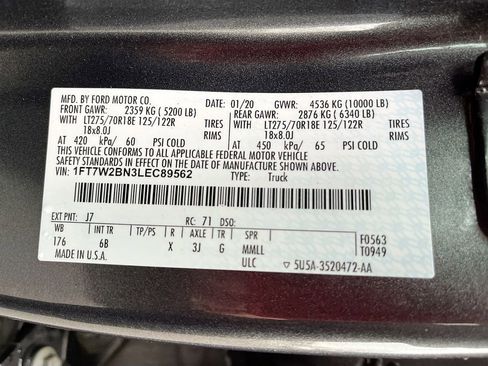 MFD. BY FORD MOTOR CO. DATE: 01/20 GVWR: 4536 KG (10000 LB)
FRONT GAWR: 2359 KG ( 5200 LB) REAR GAWR: 2876 KG ( 6340 LB)
LT275/70R18E 125/122R TIRES LT275/70R18E 125/122R TIRES
18x8.0J RIMS 18x8.0J RIMS
AT 420 kPa/ 60 PSI COLD AT 450 kPa/ 65 PSI COLD
THIS VEHICLE CONFORMS TO ALL APPLICABLE FEDERAL MOTOR VEHICLE SAFETY STANDARDS IN EFFECT ON THE DATE OF MANUFACTURE SHOWN ABOVE.
VIN: 1FT7W2BN3LEC89562 TYPE: Truck
EXT PNT: J7 RC: 71 DSO:
WB INT TR TP/PS R AXLE TR SPR F0563
176 6B X 3J G MMLL T0949
MADE IN U.S.A. ULC ▽ 5U5A-3520472-AA